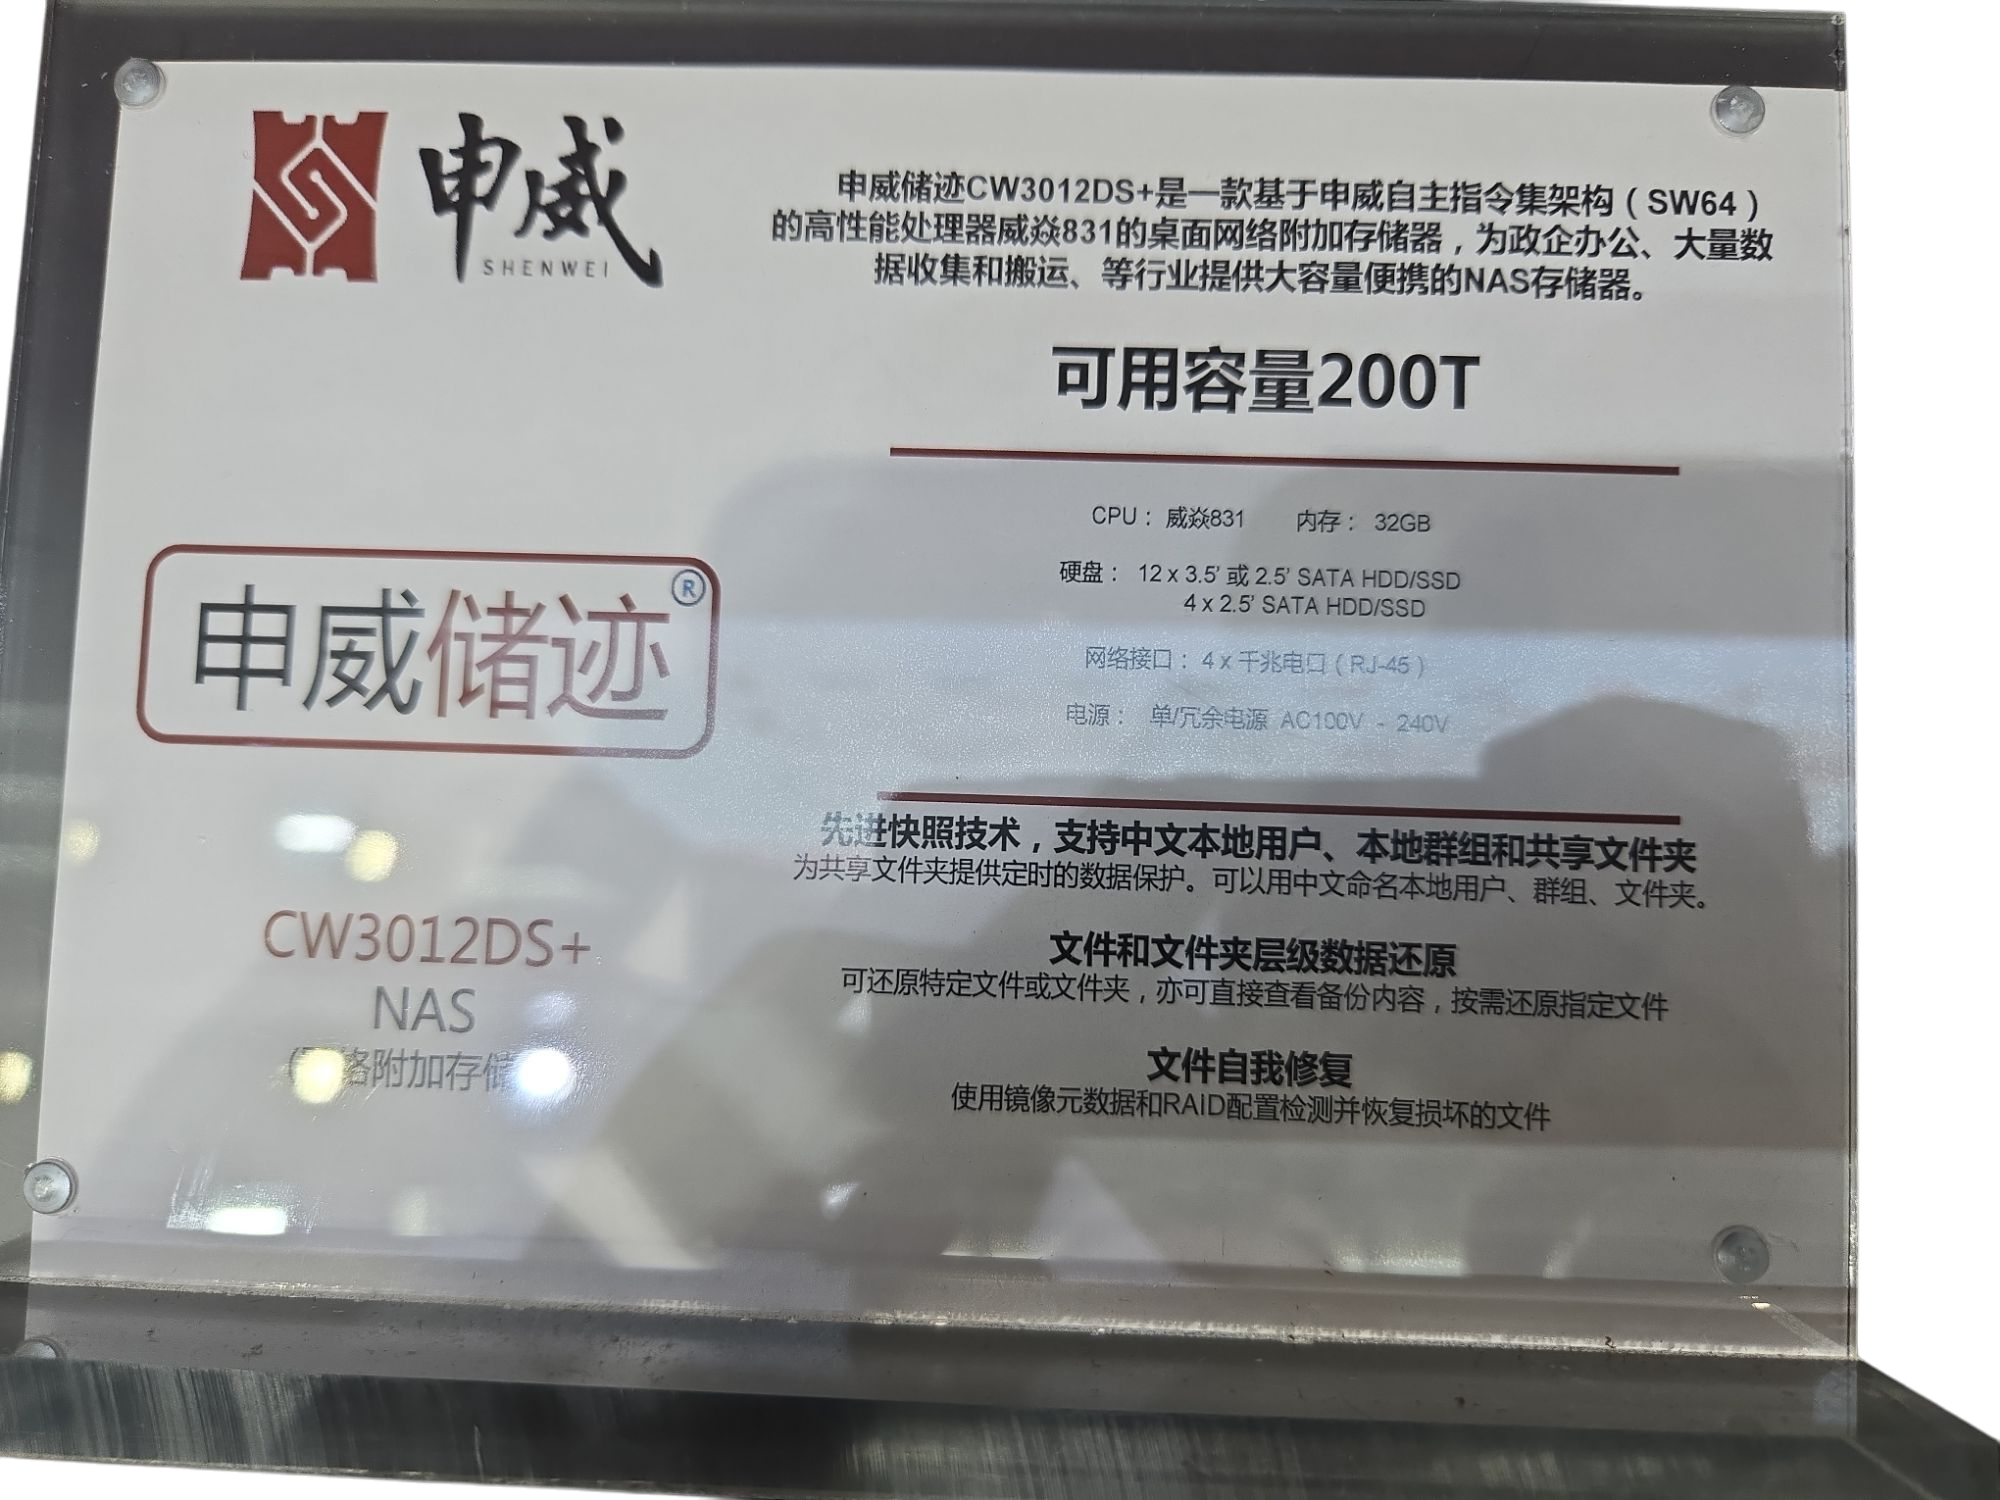 申威
SHENWEI
申威储迹CW3012DS+是一款基于申威自主指令集架构（SW64）
的高性能处理器威焱831的桌面网络附加存储器，为政企办公、大量数
据收集和搬运、等行业提供大容量便携的NAS存储器。
可用容量200T
CPU： 威焱831 内存： 32GB
硬盘： 12 x 3.5' 或 2.5' SATA HDD/SSD
4 x 2.5' SATA HDD/SSD
网络接口： 4 x 千兆电口（RJ-45）
电源： 单/冗余电源 AC100V - 240V
申威储迹®
先进快照技术，支持中文本地用户、本地群组和共享文件夹
为共享文件夹提供定时的数据保护。可以用中文命名本地用户、群组、文件夹。
文件和文件夹层级数据还原
可还原特定文件或文件夹，亦可直接查看备份内容，按需还原指定文件
文件自我修复
使用镜像元数据和RAID配置检测并恢复损坏的文件
CW3012DS+
NAS
络附加存储